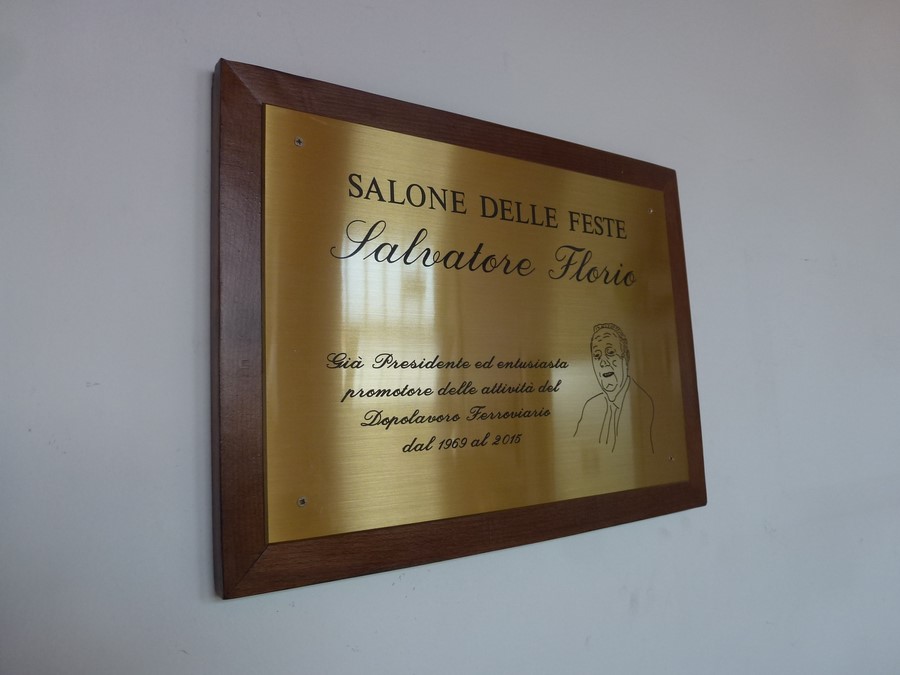 SALONE DELLE FESTE
Salvatore Florio
Già Presidente ed entusiasta
promotore delle attività del
Dopolavoro Ferroviario
dal 1969 al 2015